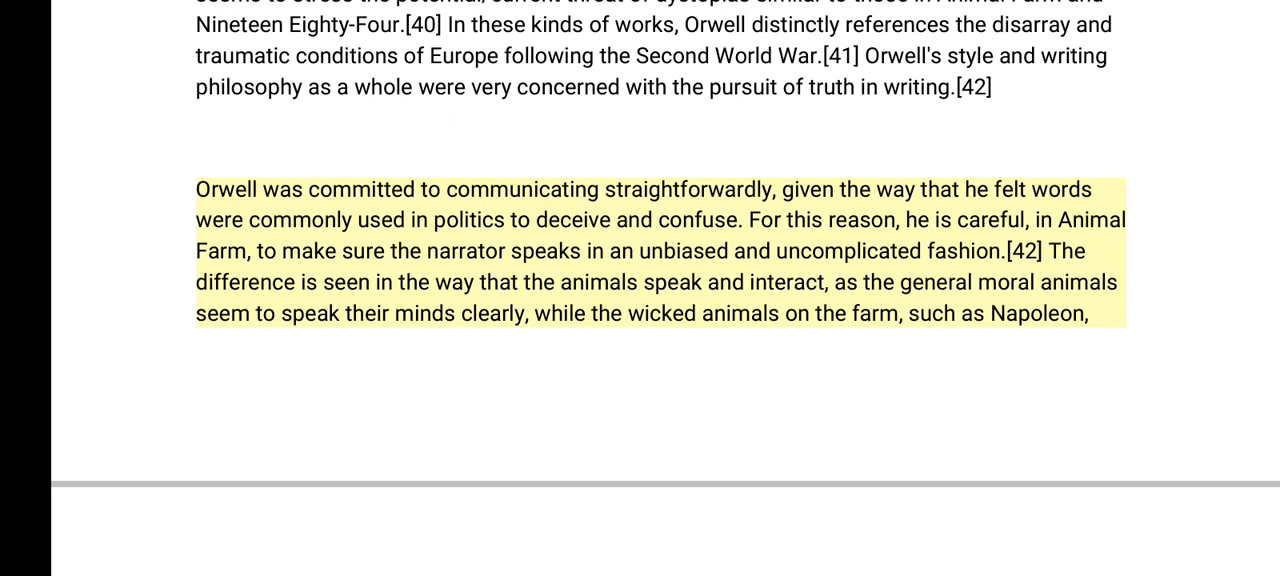 Nineteen Eighty-Four.[40] In these kinds of works, Orwell distinctly references the disarray and
traumatic conditions of Europe following the Second World War.[41] Orwell's style and writing
philosophy as a whole were very concerned with the pursuit of truth in writing.[42]
Orwell was committed to communicating straightforwardly, given the way that he felt words
were commonly used in politics to deceive and confuse. For this reason, he is careful, in Animal
Farm, to make sure the narrator speaks in an unbiased and uncomplicated fashion.[42] The
difference is seen in the way that the animals speak and interact, as the general moral animals
seem to speak their minds clearly, while the wicked animals on the farm, such as Napoleon,